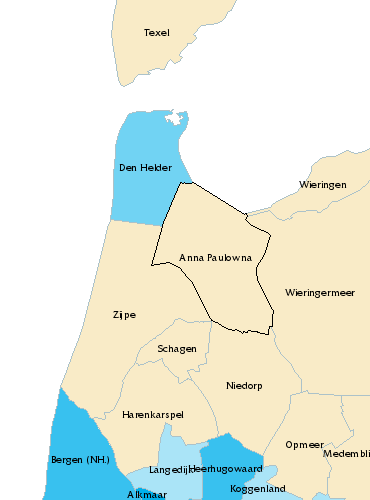 Texel
Den Helder
Wieringen
Anna Paulowna
Wieringermeer
Zijpe
Schagen
Niedorp
Harenkarspel
Opmeer
Medembli
Bergen (NH.)
Langedijk
Heerhugowaard
Koggenland
Alkmaar